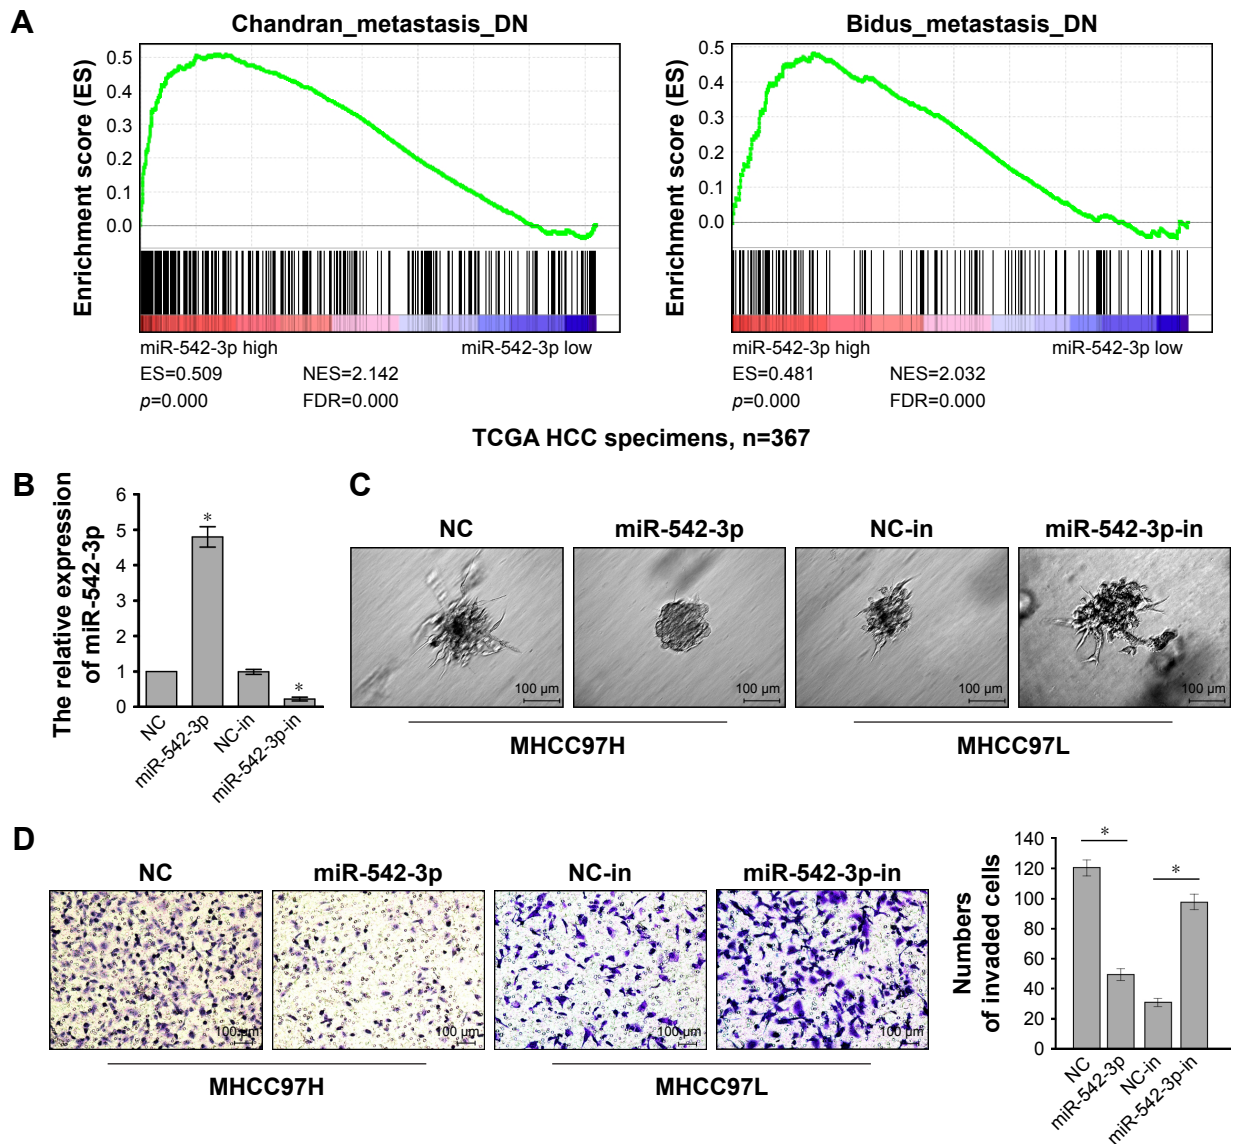 A
Chandran_metastasis_DN
Bidus_metastasis_DN
Enrichment score (ES)
0.5
0.4
0.3
0.2
0.1
0.0
Enrichment score (ES)
0.5
0.4
0.3
0.2
0.1
0.0
miR-542-3p high
miR-542-3p low
ES=0.509
NES=2.142
p=0.000
FDR=0.000
miR-542-3p high
miR-542-3p low
ES=0.481
NES=2.032
p=0.000
FDR=0.000
TCGA HCC specimens, n=367
B
The relative expression
of miR-542-3p
6
5
4
3
2
1
0
*
*
NC
miR-542-3p
NC-in
miR-542-3p-in
C
NC
miR-542-3p
NC-in
miR-542-3p-in
100 µm
100 µm
100 µm
100 µm
MHCC97H
MHCC97L
D
NC
miR-542-3p
NC-in
miR-542-3p-in
100 µm
100 µm
100 µm
100 µm
MHCC97H
MHCC97L
Numbers
of invaded cells
140
120
100
80
60
40
20
0
*
*
NC
miR-542-3p
NC-in
miR-542-3p-in